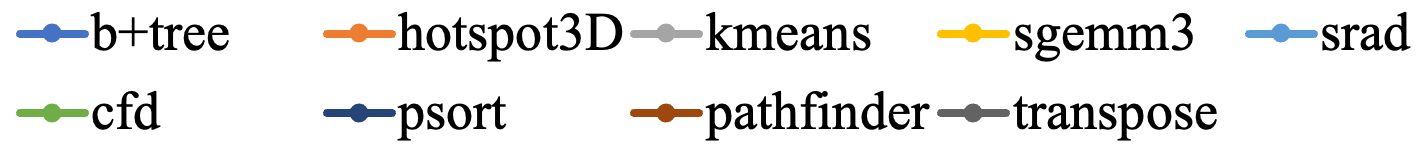 b+tree hotspot3D kmeans sgemm3 srad
cfd psort pathfinder transpose